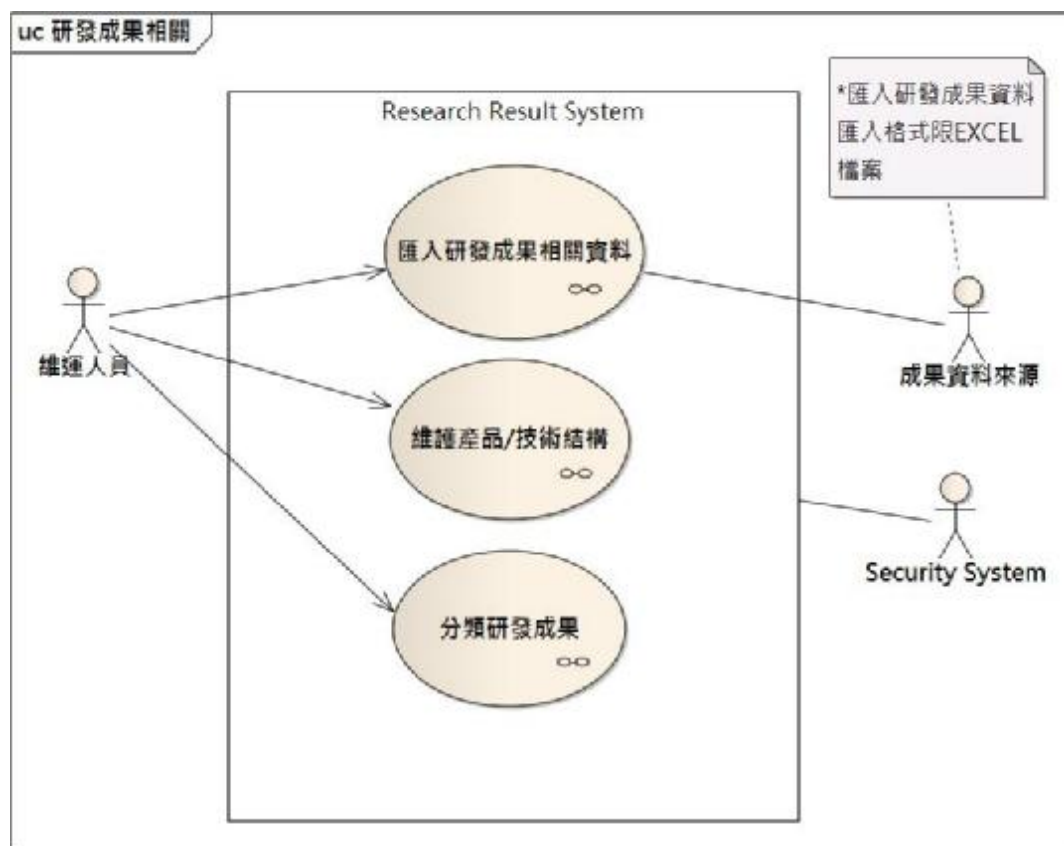 uc 研發成果相關
*匯入研發成果資料
匯入格式限EXCEL
檔案
Research Result System
匯入研發成果相關資料
維運人員
成果資料來源
維護產品/技術結構
Security System
分類研發成果